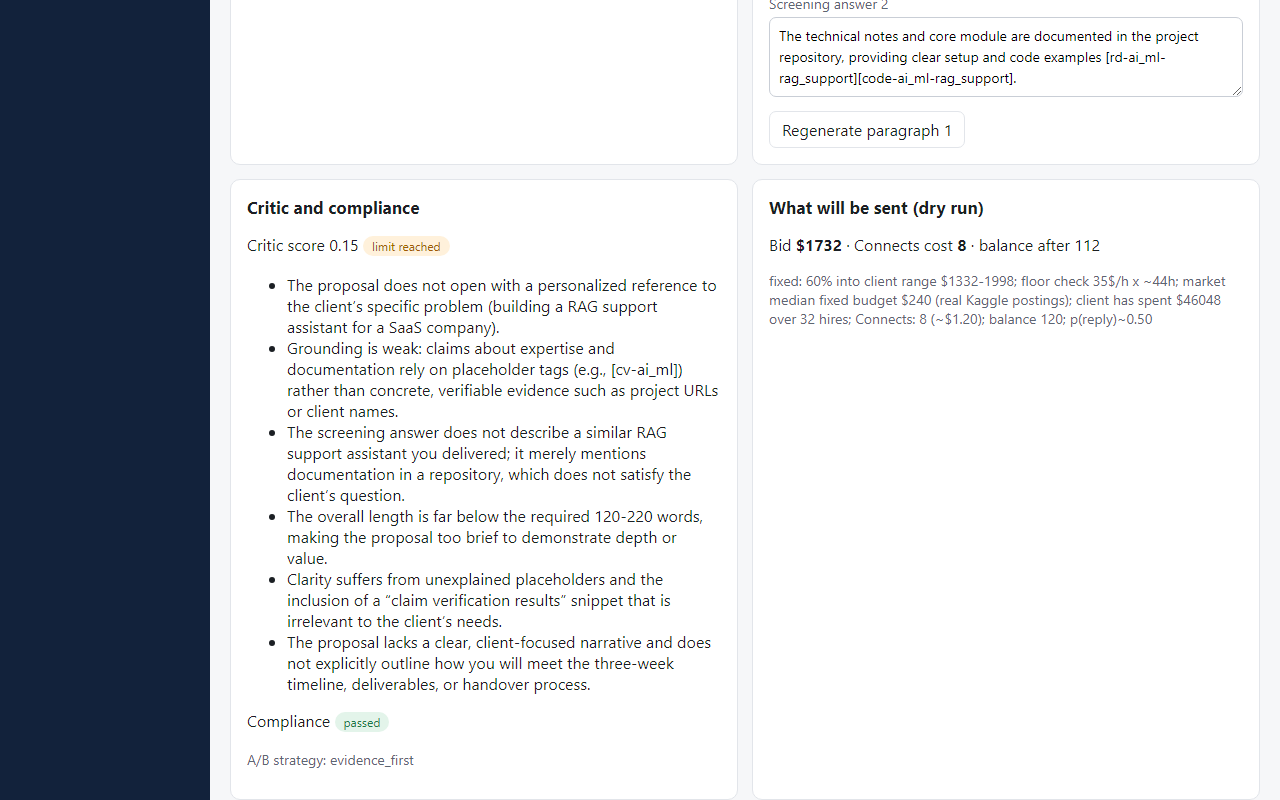 Screening answer 2
The technical notes and core module are documented in the project
repository, providing clear setup and code examples [rd-ai_ml-
rag_support][code-ai_ml-rag_support].
Regenerate paragraph 1
Critic and compliance
Critic score 0.15 limit reached
The proposal does not open with a personalized reference to
the client's specific problem (building a RAG support
assistant for a SaaS company).
Grounding is weak: claims about expertise and
documentation rely on placeholder tags (e.g., [cv-ai_ml])
rather than concrete, verifiable evidence such as project URLs
or client names.
The screening answer does not describe a similar RAG
support assistant you delivered; it merely mentions
documentation in a repository, which does not satisfy the
client's question.
The overall length is far below the required 120-220 words,
making the proposal too brief to demonstrate depth or
value.
Clarity suffers from unexplained placeholders and the
inclusion of a “claim verification results” snippet that is
irrelevant to the client's needs.
The proposal lacks a clear, client-focused narrative and does
not explicitly outline how you will meet the three-week
timeline, deliverables, or handover process.
Compliance passed
A/B strategy: evidence_first
What will be sent (dry run)
Bid $1732 · Connects cost 8 · balance after 112
fixed: 60% into client range $1332-1998; floor check 35$/h x ~44h; market
median fixed budget $240 (real Kaggle postings); client has spent $46048
over 32 hires; Connects: 8 (~$1.20); balance 120; p(reply)~0.50